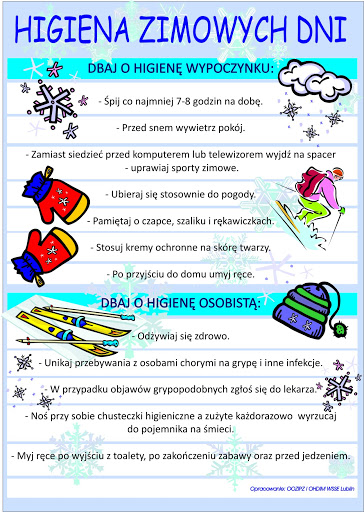 HIGIENA ZIMOWYCH DNI
DBAJ O HIGIENĘ WYPOCZYNKU:
- Śpij co najmniej 7-8 godzin na dobę.
- Przed snem wywietrz pokój.
- Zamiast siedzieć przed komputerem lub telewizorem wyjdź na spacer
- uprawiaj sporty zimowe.
- Ubieraj się stosownie do pogody.
- Pamiętaj o czapce, szaliku i rękawiczkach.
- Stosuj kremy ochronne na skórę twarzy.
- Po przyjściu do domu umyj ręce.
DBAJ O HIGIENĘ OSOBISTĄ:
- Odżywiaj się zdrowo.
- Unikaj przebywania z osobami chorymi na grypę i inne infekcje.
- W przypadku objawów grypopodobnych zgłoś się do lekarza.
- Noś przy sobie chusteczki higieniczne a zużyte każdorazowo wyrzucaj
do pojemnika na śmieci.
- Myj ręce po wyjściu z toalety, po zakończeniu zabawy oraz przed jedzeniem.
Opracowanie: OOZiPZ i OHDiM WSSE Lublin